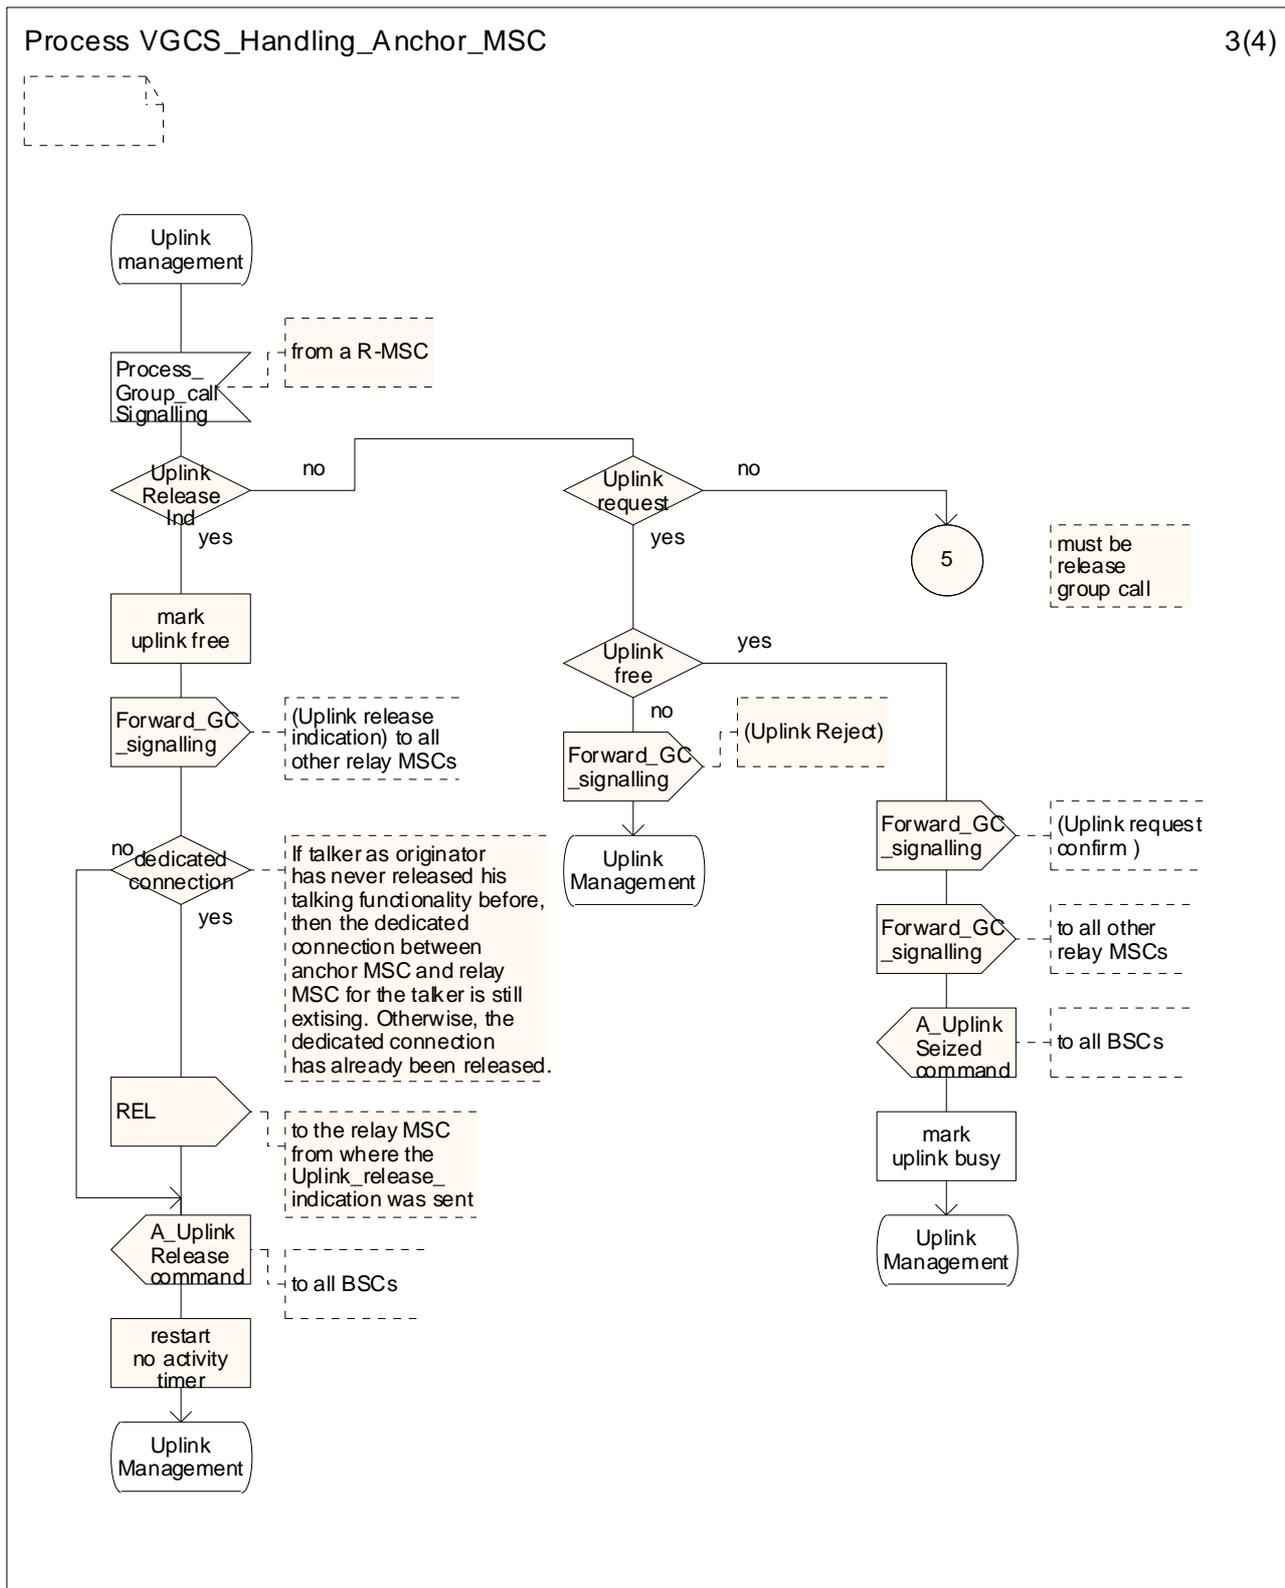 Process VGCS_Handling_Anchor_MSC
3(4)
Uplink
management
from a R-MSC
Process_
Group_call
Signalling
Uplink
Release
Ind
no
yes
Uplink
request
no
yes
5
must be
release
group call
mark
uplink free
Uplink
free
yes
no
Forward_GC
_signalling
(Uplink release
indication) to all
other relay MSCs
Forward_GC
_signalling
(Uplink Reject)
Uplink
Management
Forward_GC
_signalling
(Uplink request
confirm )
Forward_GC
_signalling
to all other
relay MSCs
A_Uplink
Seized
command
to all BSCs
mark
uplink busy
Uplink
Management
no
dedicated
connection
yes
If talker as originator
has never released his
talking functionality before,
then the dedicated
connection between
anchor MSC and relay
MSC for the talker is still
extising. Otherwise, the
dedicated connection
has already been released.
REL
to the relay MSC
from where the
Uplink_release_
indication was sent
A_Uplink
Release
command
to all BSCs
restart
no activity
timer
Uplink
Management